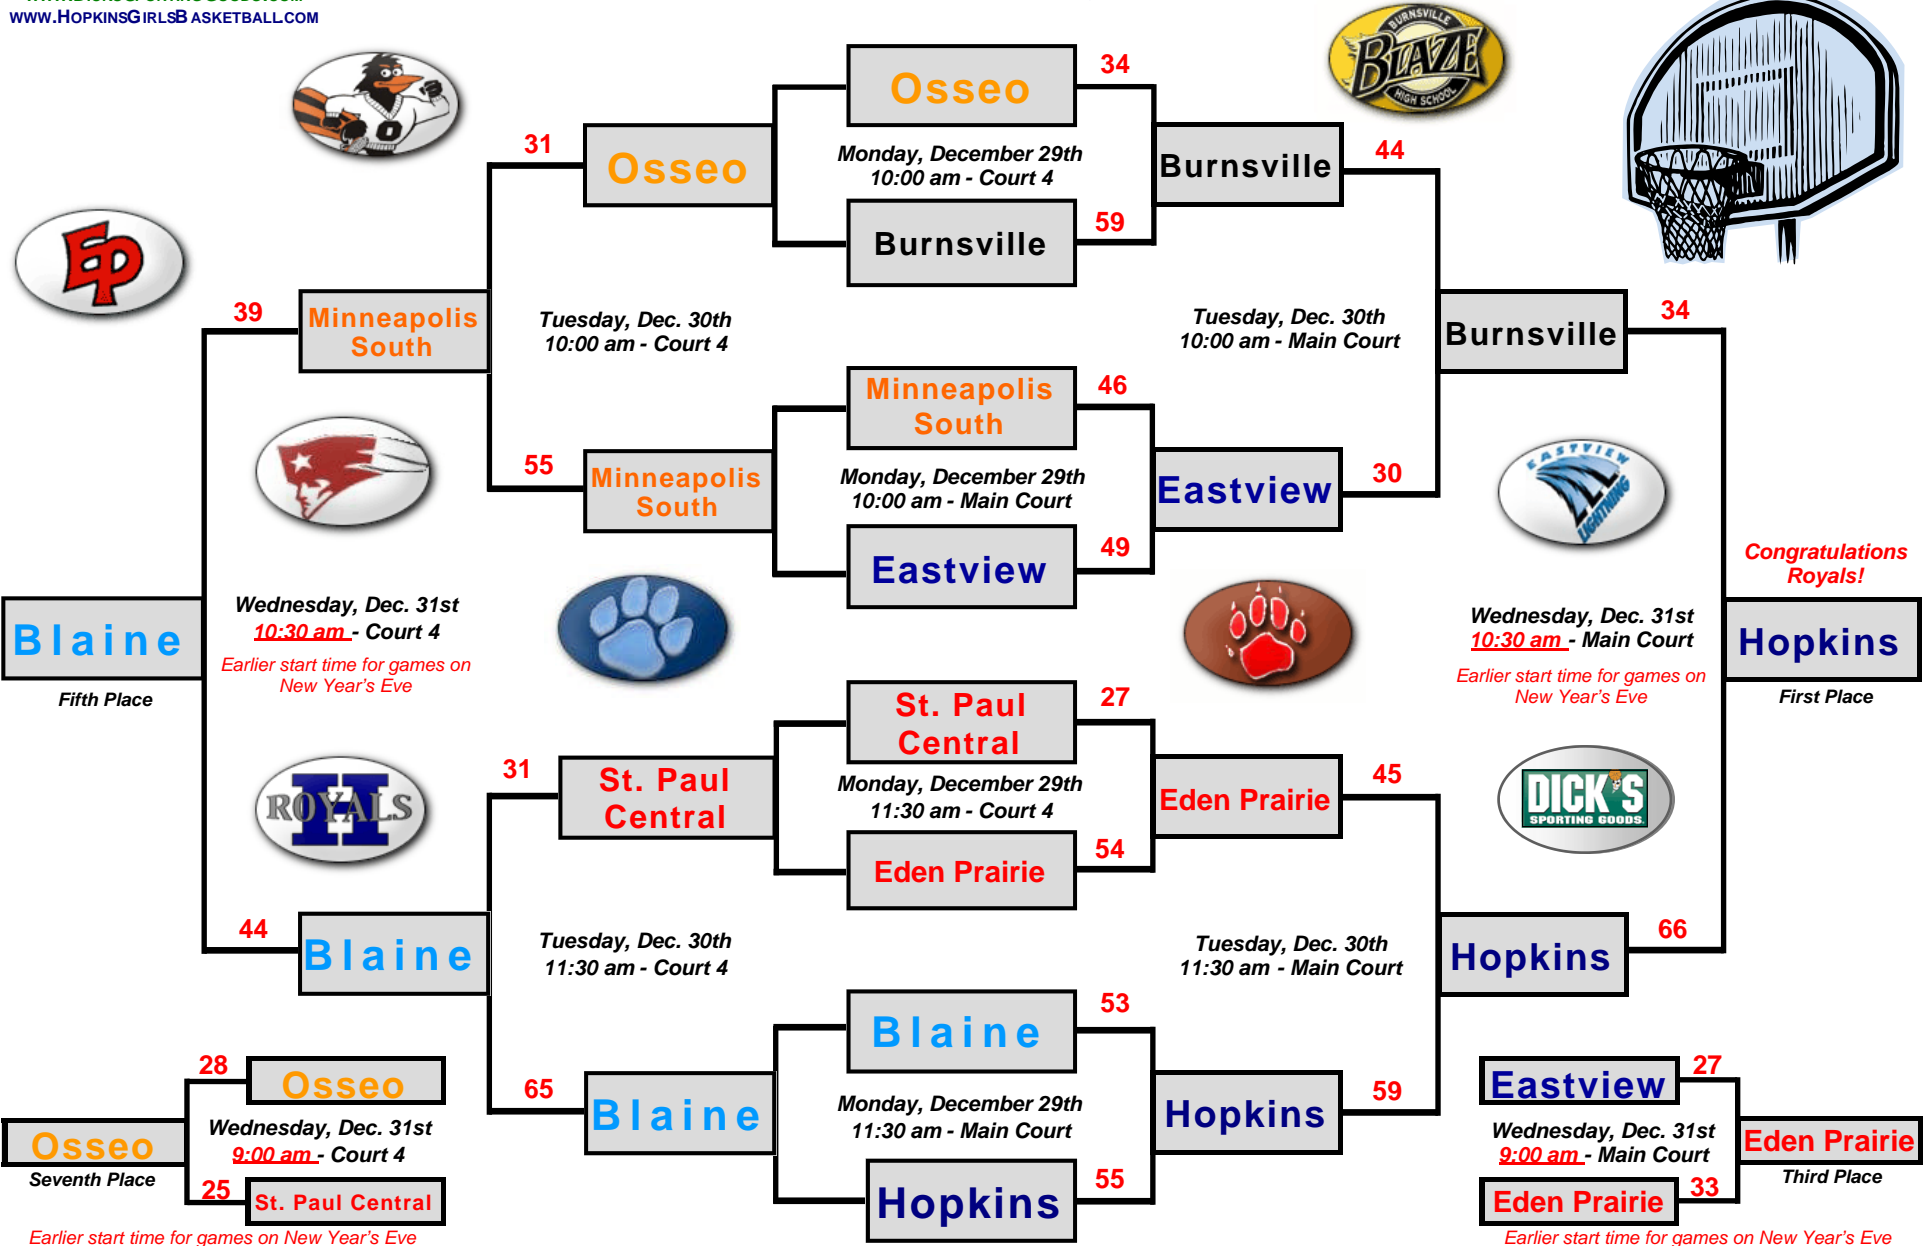 WWW.HOPKINSGIRLSBASKETBALL.COM
BURNSVILLE
BLAZE
HIGH SCHOOL
O
EP
Osseo
34
Monday, December 29th
10:00 am - Court 4
Burnsville
59
31
Osseo
Burnsville
44
39
Minneapolis
South
Tuesday, Dec. 30th
10:00 am - Court 4
Tuesday, Dec. 30th
10:00 am - Main Court
Burnsville
34
Minneapolis
South
46
Monday, December 29th
10:00 am - Main Court
Eastview
49
55
Minneapolis
South
Eastview
30
EASTVIEW
LIGHTNING
Congratulations
Royals!
Blaine
Fifth Place
Wednesday, Dec. 31st
10:30 am - Court 4
Earlier start time for games on
New Year's Eve
Wednesday, Dec. 31st
10:30 am - Main Court
Earlier start time for games on
New Year's Eve
Hopkins
First Place
St. Paul
Central
27
Monday, December 29th
11:30 am - Court 4
Eden Prairie
54
31
St. Paul
Central
Eden Prairie
45
H
ROYALS
DICK'S
SPORTING GOODS.
44
Blaine
Tuesday, Dec. 30th
11:30 am - Court 4
Tuesday, Dec. 30th
11:30 am - Main Court
Hopkins
66
Blaine
53
Monday, December 29th
11:30 am - Main Court
Hopkins
55
65
Blaine
Hopkins
59
28
Osseo
Wednesday, Dec. 31st
9:00 am - Court 4
Osseo
Seventh Place
25
St. Paul Central
Earlier start time for games on New Year's Eve
Eastview
27
Wednesday, Dec. 31st
9:00 am - Main Court
Eden Prairie
Third Place
Eden Prairie
33
Earlier start time for games on New Year's Eve